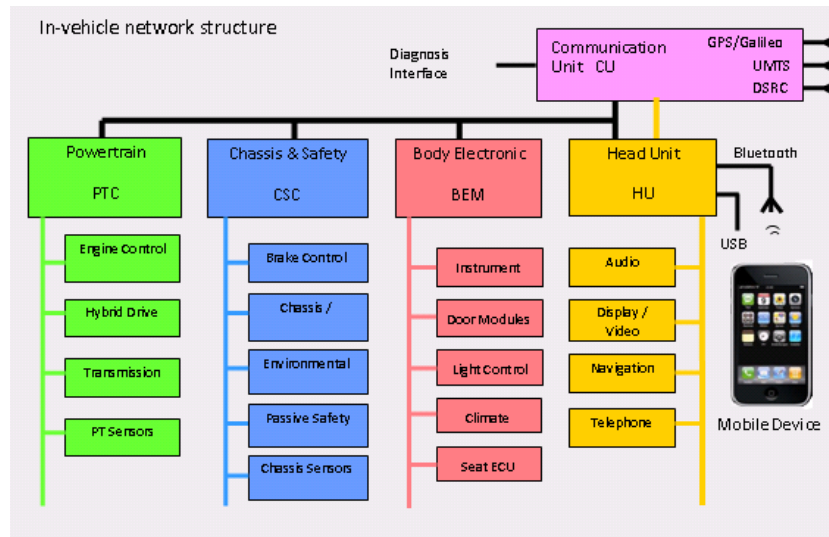 In-vehicle network structure
Diagnosis
Interface
Communication
Unit CU
GPS/Galileo
UMTS
DSRC
Powertrain
PTC
Chassis & Safety
CSC
Body Electronic
BEM
Head Unit
HU
Bluetooth
USB
Engine Control
Hybrid Drive
Transmission
PT Sensors
Brake Control
Chassis /
Environmental
Passive Safety
Chassis Sensors
Instrument
Door Modules
Light Control
Climate
Seat ECU
Audio
Display /
Video
Navigation
Telephone
Mobile Device